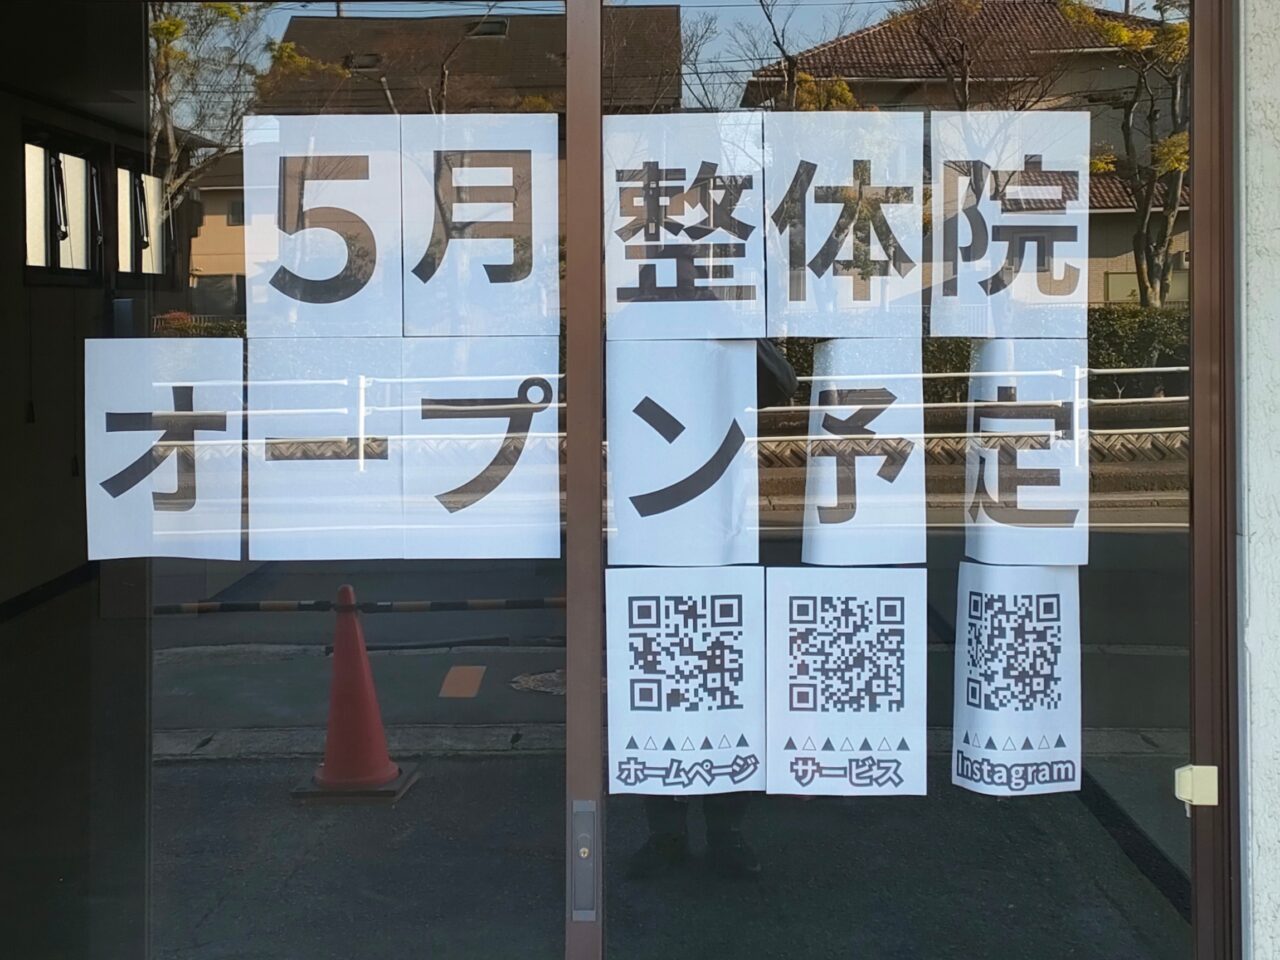 5月整体院
オープン予定
ホームページ
サービス
Instagram